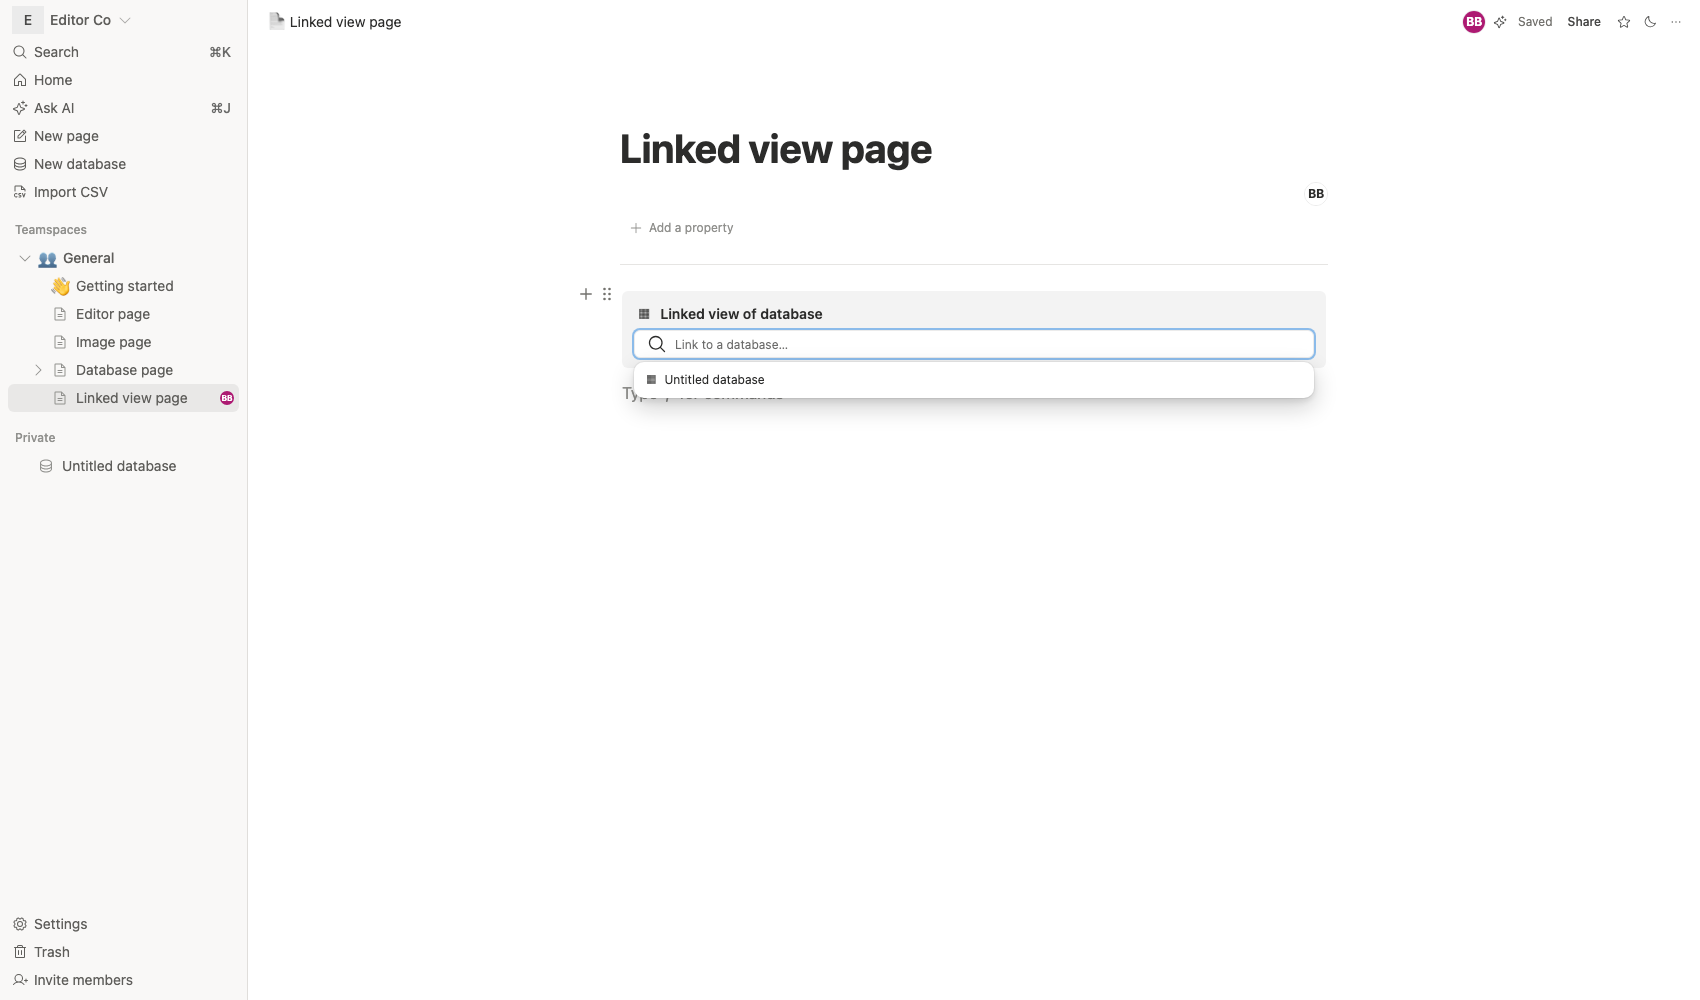 E Editor Co
Search ⌘K
Home
Ask AI ⌘J
New page
New database
Import CSV
Teamspaces
General
Getting started
Editor page
Image page
Database page
Linked view page BB
Private
Untitled database
Settings
Trash
Invite members
Linked view page
BB Saved Share
Linked view page
BB
Add a property
Linked view of database
Link to a database...
Untitled database